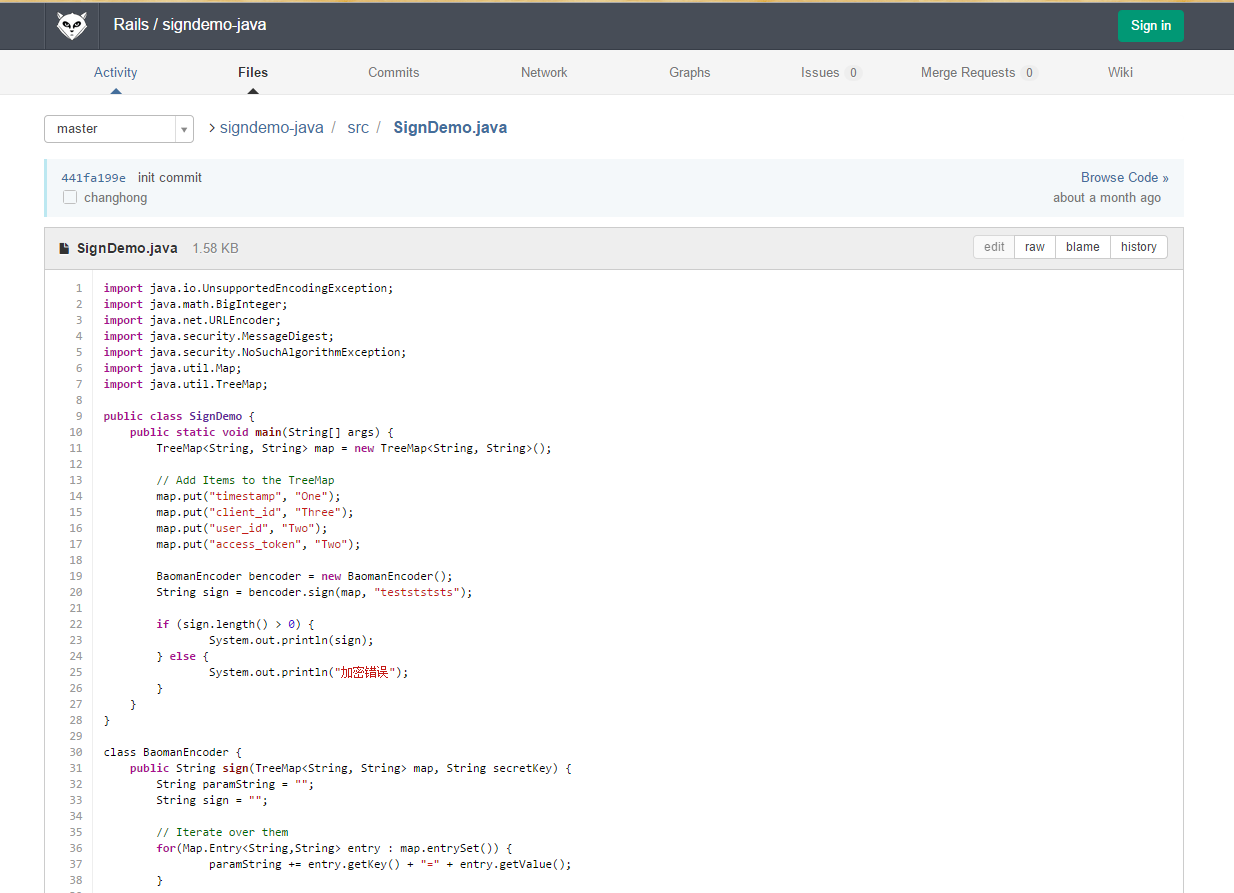 Rails / signdemo-java
Sign in
Activity
Files
Commits
Network
Graphs
Issues 0
Merge Requests 0
Wiki
master
> signdemo-java / src / SignDemo.java
441fa199e init commit
Browse Code »
changhong
about a month ago
SignDemo.java 1.58 KB
edit raw blame history
1 import java.io.UnsupportedEncodingException;
2 import java.math.BigInteger;
3 import java.net.URLEncoder;
4 import java.security.MessageDigest;
5 import java.security.NoSuchAlgorithmException;
6 import java.util.Map;
7 import java.util.TreeMap;
8
9 public class SignDemo {
10 public static void main(String[] args) {
11 TreeMap<String, String> map = new TreeMap<String, String>();
12
13 // Add Items to the TreeMap
14 map.put("timestamp", "One");
15 map.put("client_id", "Three");
16 map.put("user_id", "Two");
17 map.put("access_token", "Two");
18
19 BaomanEncoder bencoder = new BaomanEncoder();
20 String sign = bencoder.sign(map, "teststststs");
21
22 if (sign.length() > 0) {
23 System.out.println(sign);
24 } else {
25 System.out.println("加密错误");
26 }
27 }
28 }
29
30 class BaomanEncoder {
31 public String sign(TreeMap<String, String> map, String secretKey) {
32 String paramString = "";
33 String sign = "";
34
35 // Iterate over them
36 for(Map.Entry<String,String> entry : map.entrySet()) {
37 paramString += entry.getKey() + "=" + entry.getValue();
38 }